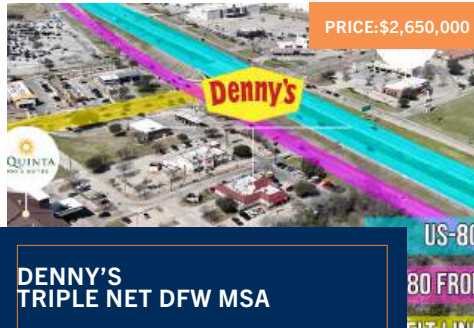 PRICE:$2,650,000
Denny's
QUINTA
US-80
80 FRO
DENNY'S
TRIPLE NET DFW MSA